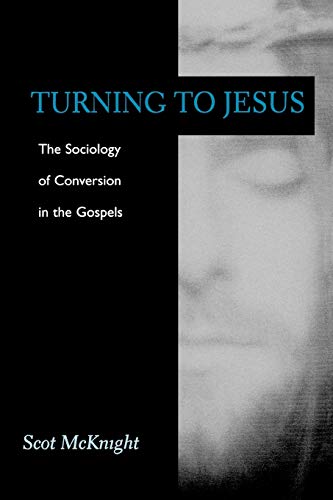 TURNING TO JESUS
The Sociology
of Conversion
in the Gospels
Scot McKnight